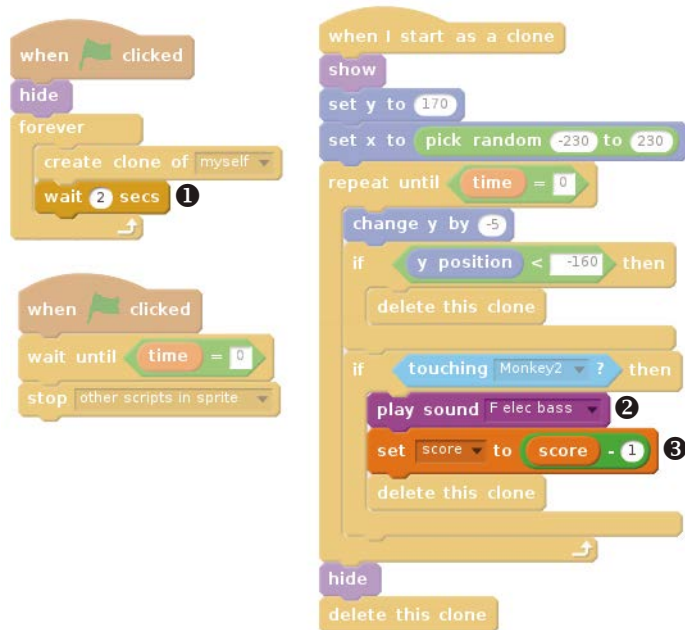 when clicked
hide
forever
create clone of myself
wait 2 secs ❶
when clicked
wait until time = 0
stop other scripts in sprite
when I start as a clone
show
set y to 170
set x to pick random -230 to 230
repeat until time = 0
change y by -5
if y position < -160 then
delete this clone
if touching Monkey2 ? then
play sound F elec bass ❷
set score to score - 1 ❸
delete this clone
hide
delete this clone